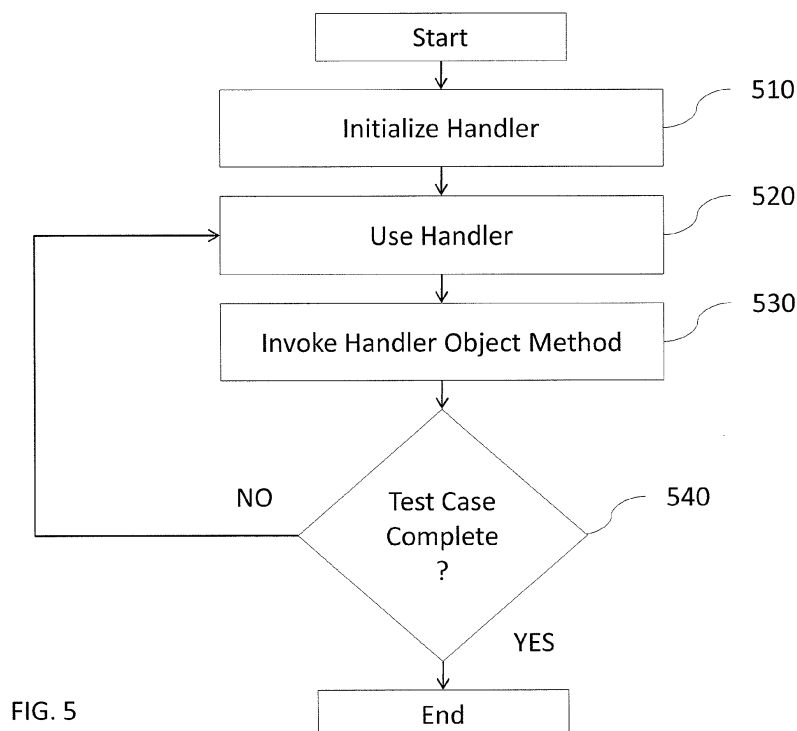 Start
510
Initialize Handler
520
Use Handler
530
Invoke Handler Object Method
NO
Test Case
Complete
?
540
YES
FIG. 5
End